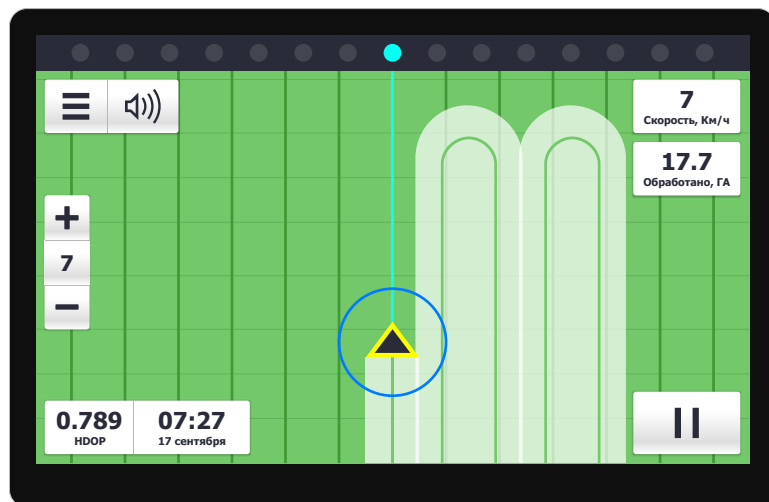 7
Скорость, Км/ч
17.7
Обработано, ГА
+
7
−
0.789
HDOP
07:27
17 сентября